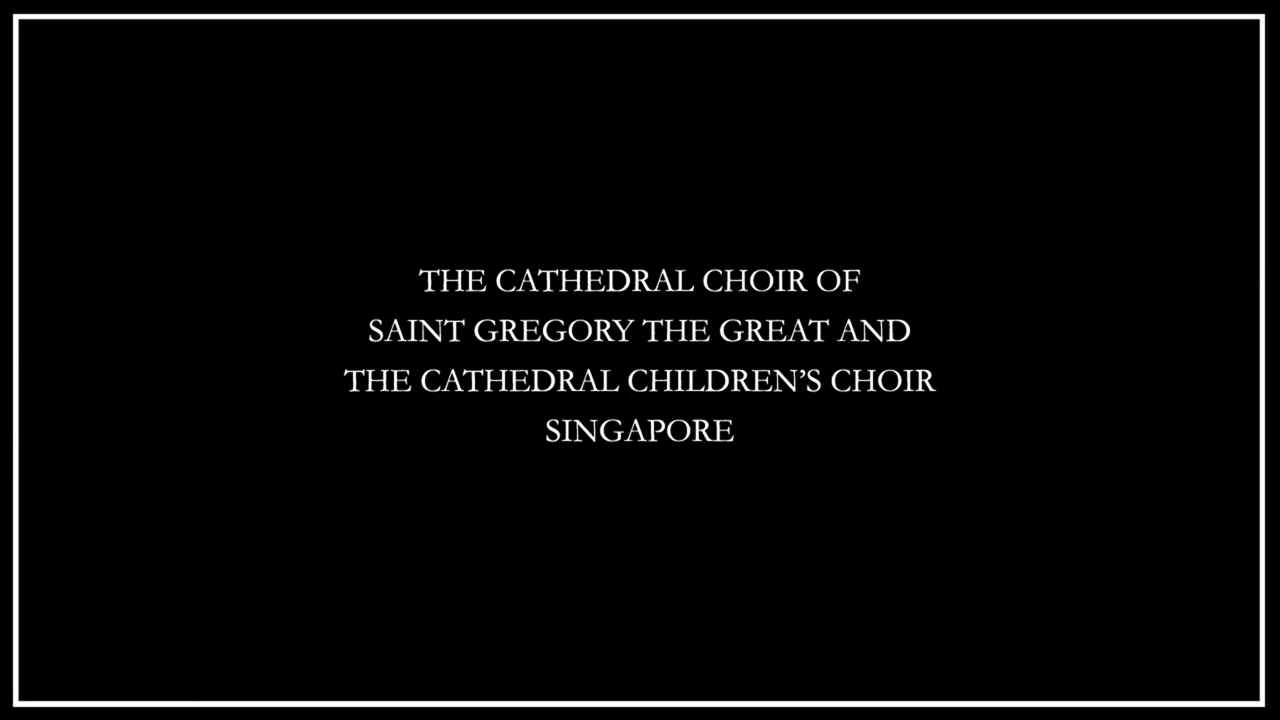 THE CATHEDRAL CHOIR OF
SAINT GREGORY THE GREAT AND
THE CATHEDRAL CHILDREN’S CHOIR
SINGAPORE